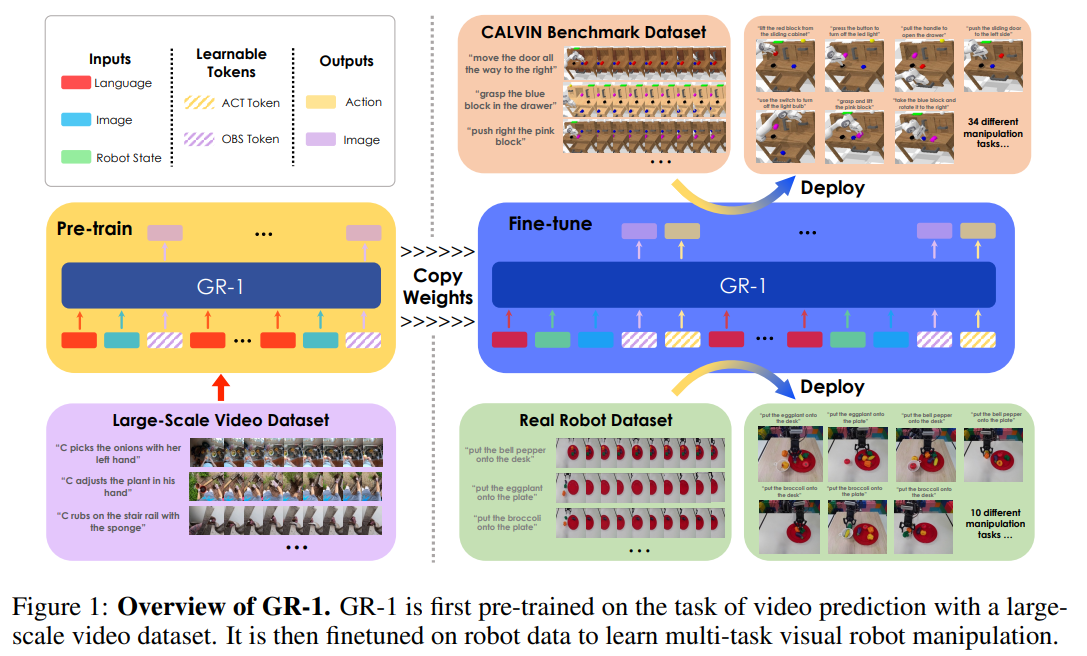 Inputs
Language
Image
Robot State
Learnable
Tokens
ACT Token
OBS Token
Outputs
Action
Image
CALVIN Benchmark Dataset
“move the door all
the way to the right”
“grasp the blue
block in the drawer”
“push right the pink
block”
...
“lift the red block from
the sliding cabinet”
“press the button to
turn off the led light”
“pull the handle to
open the drawer”
“push the sliding door
to the left side”
“use the switch to turn
off the light bulb”
“grasp and lift
the pink block”
“take the blue block and
rotate it to the right”
34 different
manipulation
tasks...
Deploy
Pre-train
...
GR-1
...
>>>>>>
Copy
Weights
>>>>>>
Fine-tune
...
GR-1
...
Deploy
Large-Scale Video Dataset
“C picks the onions with her
left hand”
“C adjusts the plant in his
hand”
“C rubs on the stair rail with
the sponge”
...
Real Robot Dataset
“put the bell pepper
onto the desk”
“put the eggplant
onto the plate”
“put the broccoli
onto the plate”
...
“put the eggplant onto
the desk”
“put the eggplant onto
the plate”
“put the bell pepper
onto the desk”
“put the bell pepper
onto the plate”
“put the broccoli onto
the desk”
“put the broccoli onto
the plate”
“put the broccoli onto
the desk”
10 different
manipulation
tasks ...
Figure 1: Overview of GR-1. GR-1 is first pre-trained on the task of video prediction with a large-
scale video dataset. It is then finetuned on robot data to learn multi-task visual robot manipulation.